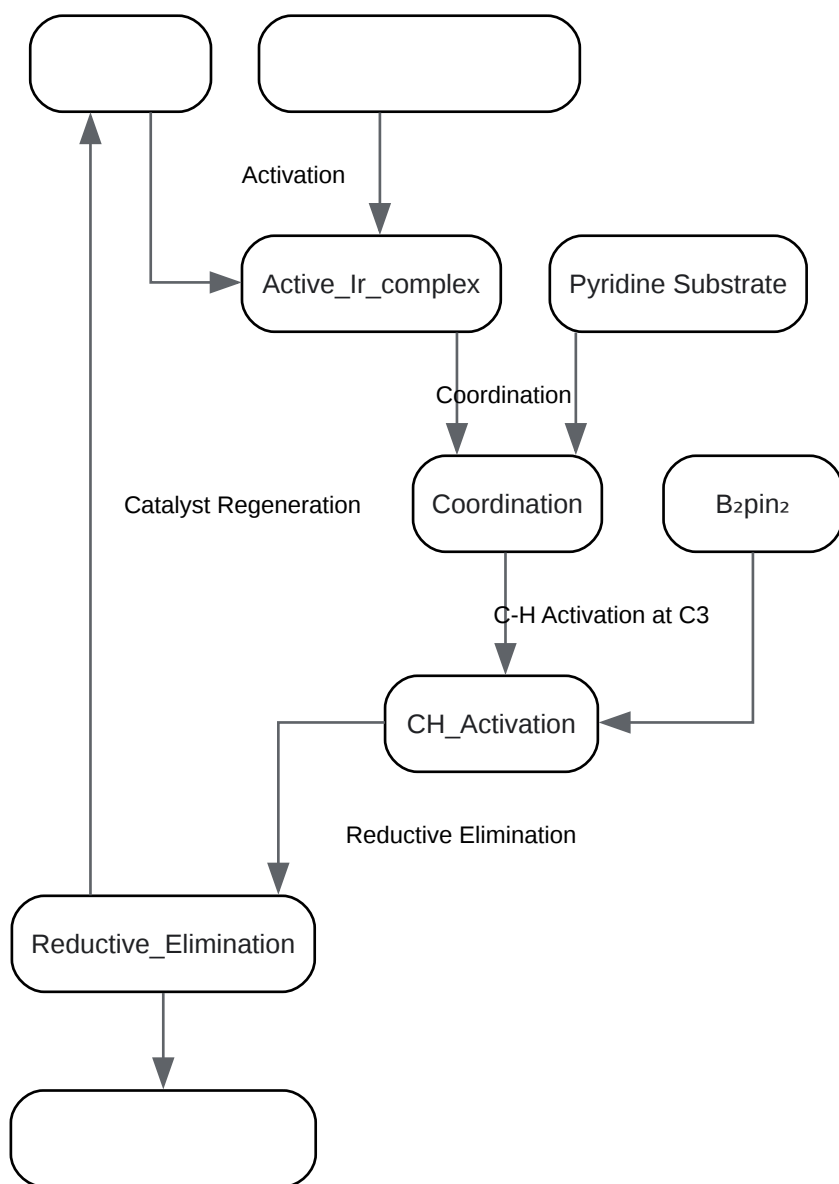 Activation
Active_Ir_complex
Pyridine Substrate
Coordination
Catalyst Regeneration
Coordination
B₂pin₂
C-H Activation at C3
CH_Activation
Reductive Elimination
Reductive_Elimination